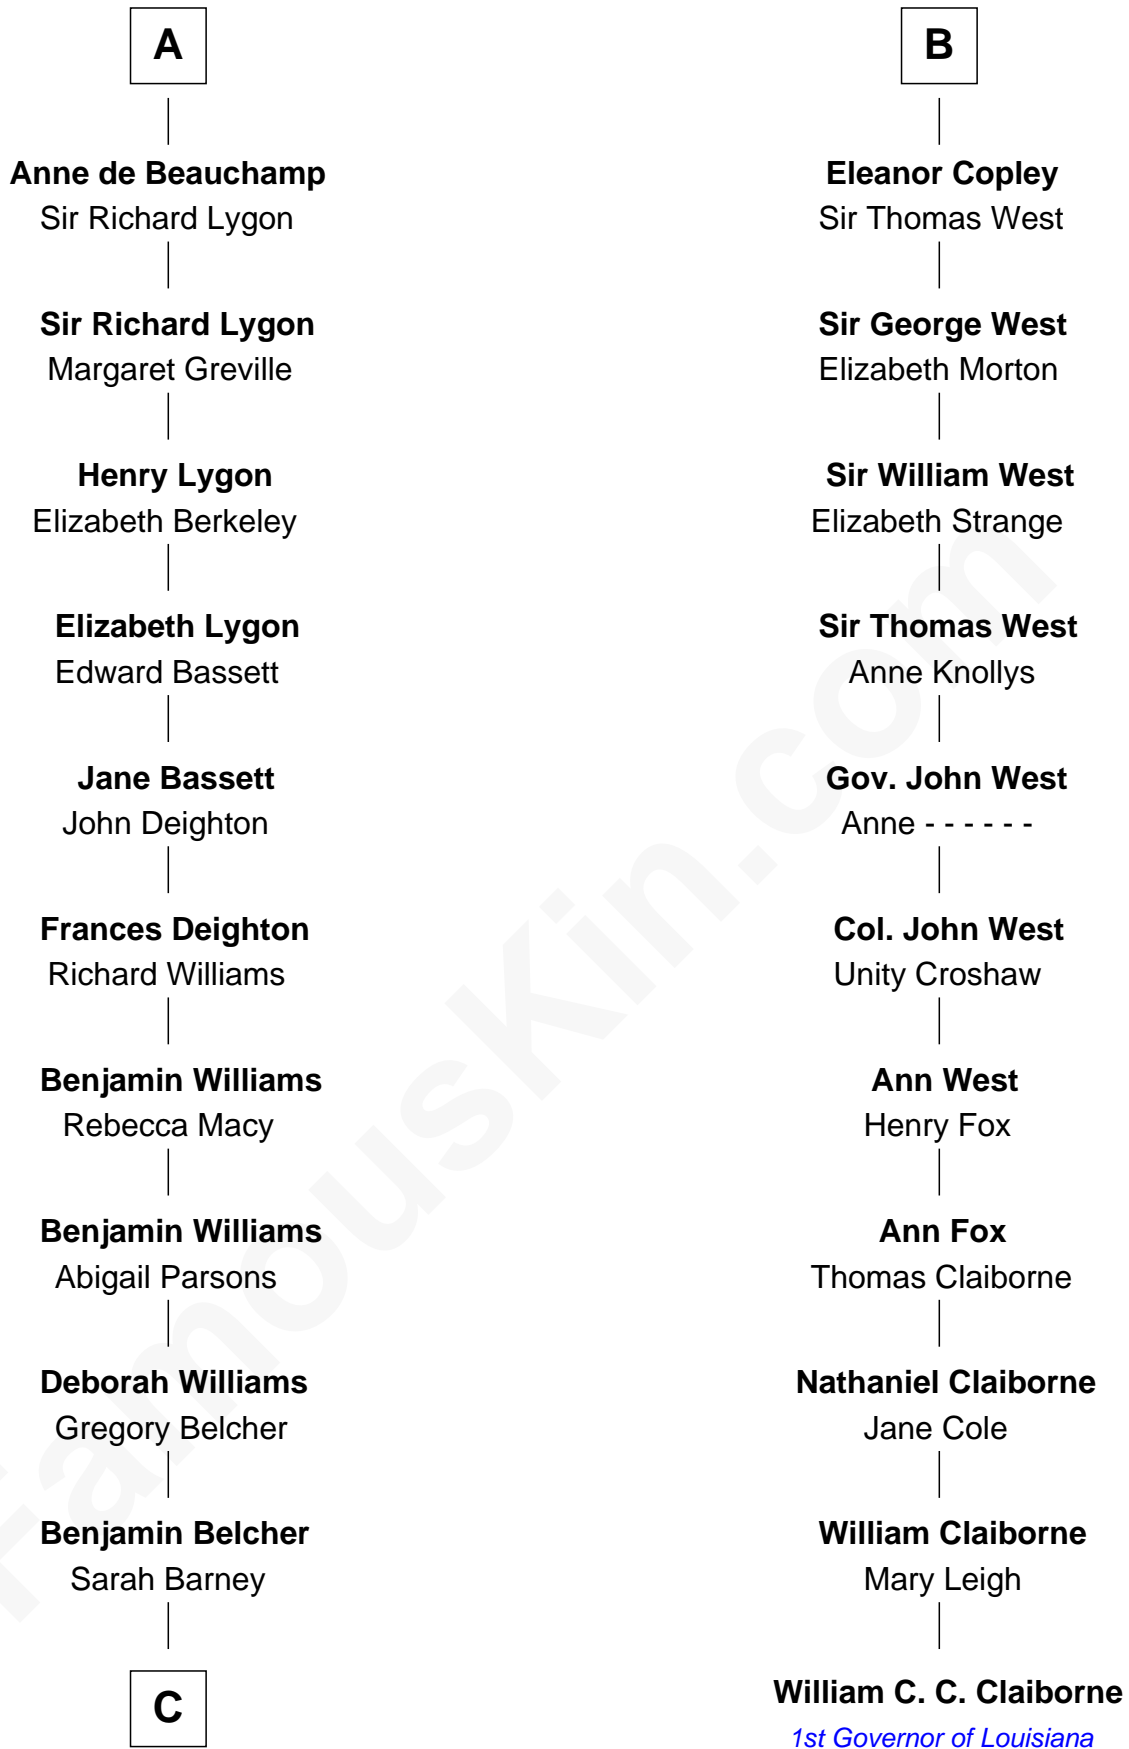 A
Anne de Beauchamp
Sir Richard Lygon
Sir Richard Lygon
Margaret Greville
Henry Lygon
Elizabeth Berkeley
Elizabeth Lygon
Edward Bassett
Jane Bassett
John Deighton
Frances Deighton
Richard Williams
Benjamin Williams
Rebecca Macy
Benjamin Williams
Abigail Parsons
Deborah Williams
Gregory Belcher
Benjamin Belcher
Sarah Barney
C
B
Eleanor Copley
Sir Thomas West
Sir George West
Elizabeth Morton
Sir William West
Elizabeth Strange
Sir Thomas West
Anne Knollys
Gov. John West
Anne - - - - - -
Col. John West
Unity Croshaw
Ann West
Henry Fox
Ann Fox
Thomas Claiborne
Nathaniel Claiborne
Jane Cole
William Claiborne
Mary Leigh
William C. C. Claiborne
1st Governor of Louisiana
FamousKin.com